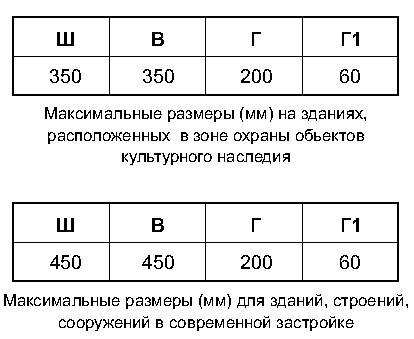 Ш В Г Г1
350 350 200 60
Максимальные размеры (мм) на зданиях,
расположенных в зоне охраны обьектов
культурного наследия
Ш В Г Г1
450 450 200 60
Максимальные размеры (мм) для зданий, строений,
сооружений в современной застройке